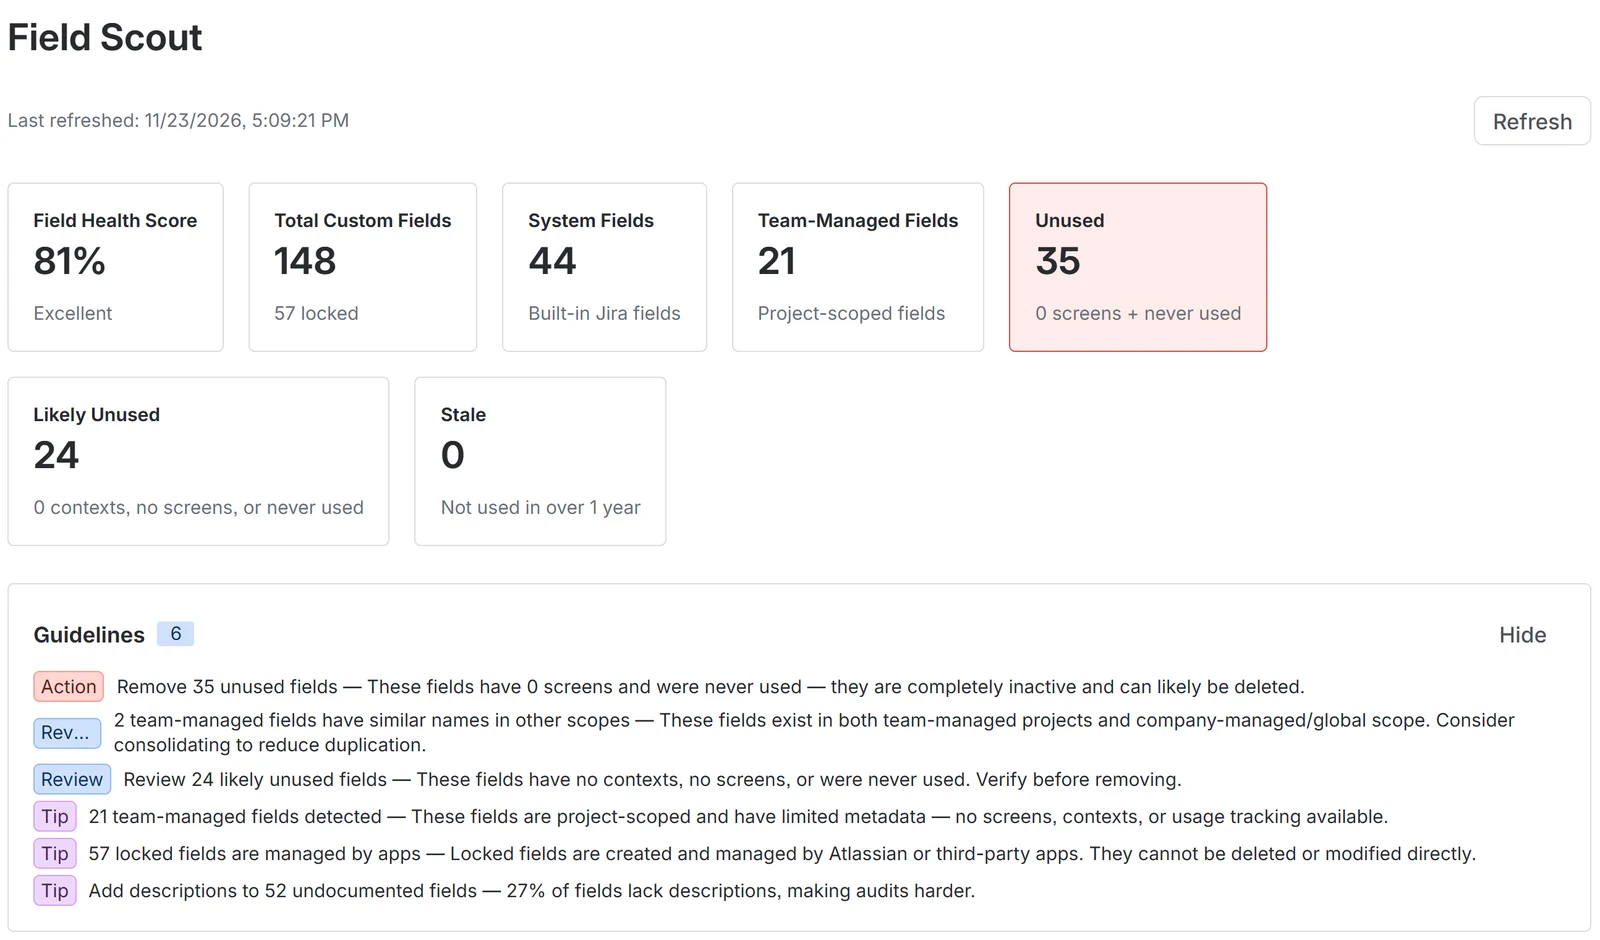 Field Scout
Last refreshed: 11/23/2026, 5:09:21 PM
Refresh
Field Health Score
81%
Excellent
Total Custom Fields
148
57 locked
System Fields
44
Built-in Jira fields
Team-Managed Fields
21
Project-scoped fields
Unused
35
0 screens + never used
Likely Unused
24
0 contexts, no screens, or never used
Stale
0
Not used in over 1 year
Guidelines 6
Hide
Action Remove 35 unused fields — These fields have 0 screens and were never used — they are completely inactive and can likely be deleted.
Rev... 2 team-managed fields have similar names in other scopes — These fields exist in both team-managed projects and company-managed/global scope. Consider
consolidating to reduce duplication.
Review Review 24 likely unused fields — These fields have no contexts, no screens, or were never used. Verify before removing.
Tip 21 team-managed fields detected — These fields are project-scoped and have limited metadata — no screens, contexts, or usage tracking available.
Tip 57 locked fields are managed by apps — Locked fields are created and managed by Atlassian or third-party apps. They cannot be deleted or modified directly.
Tip Add descriptions to 52 undocumented fields — 27% of fields lack descriptions, making audits harder.